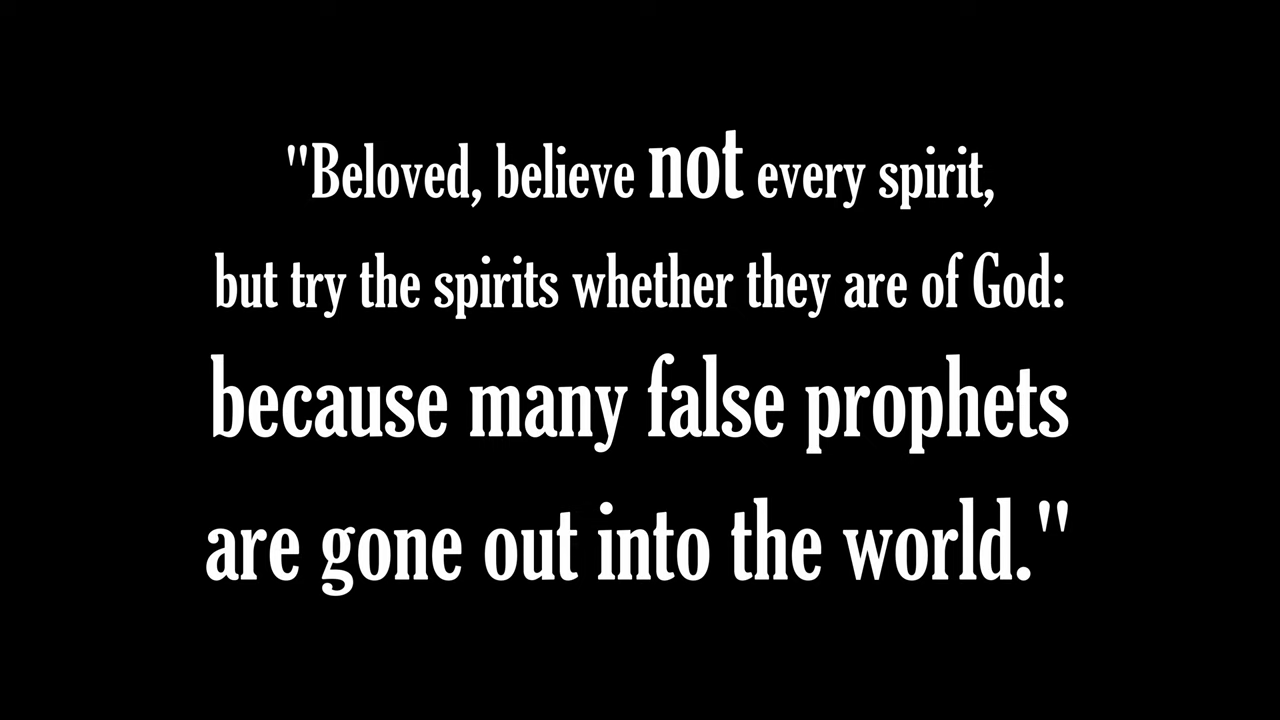 "Beloved, believe not every spirit,
but try the spirits whether they are of God:
because many false prophets
are gone out into the world."